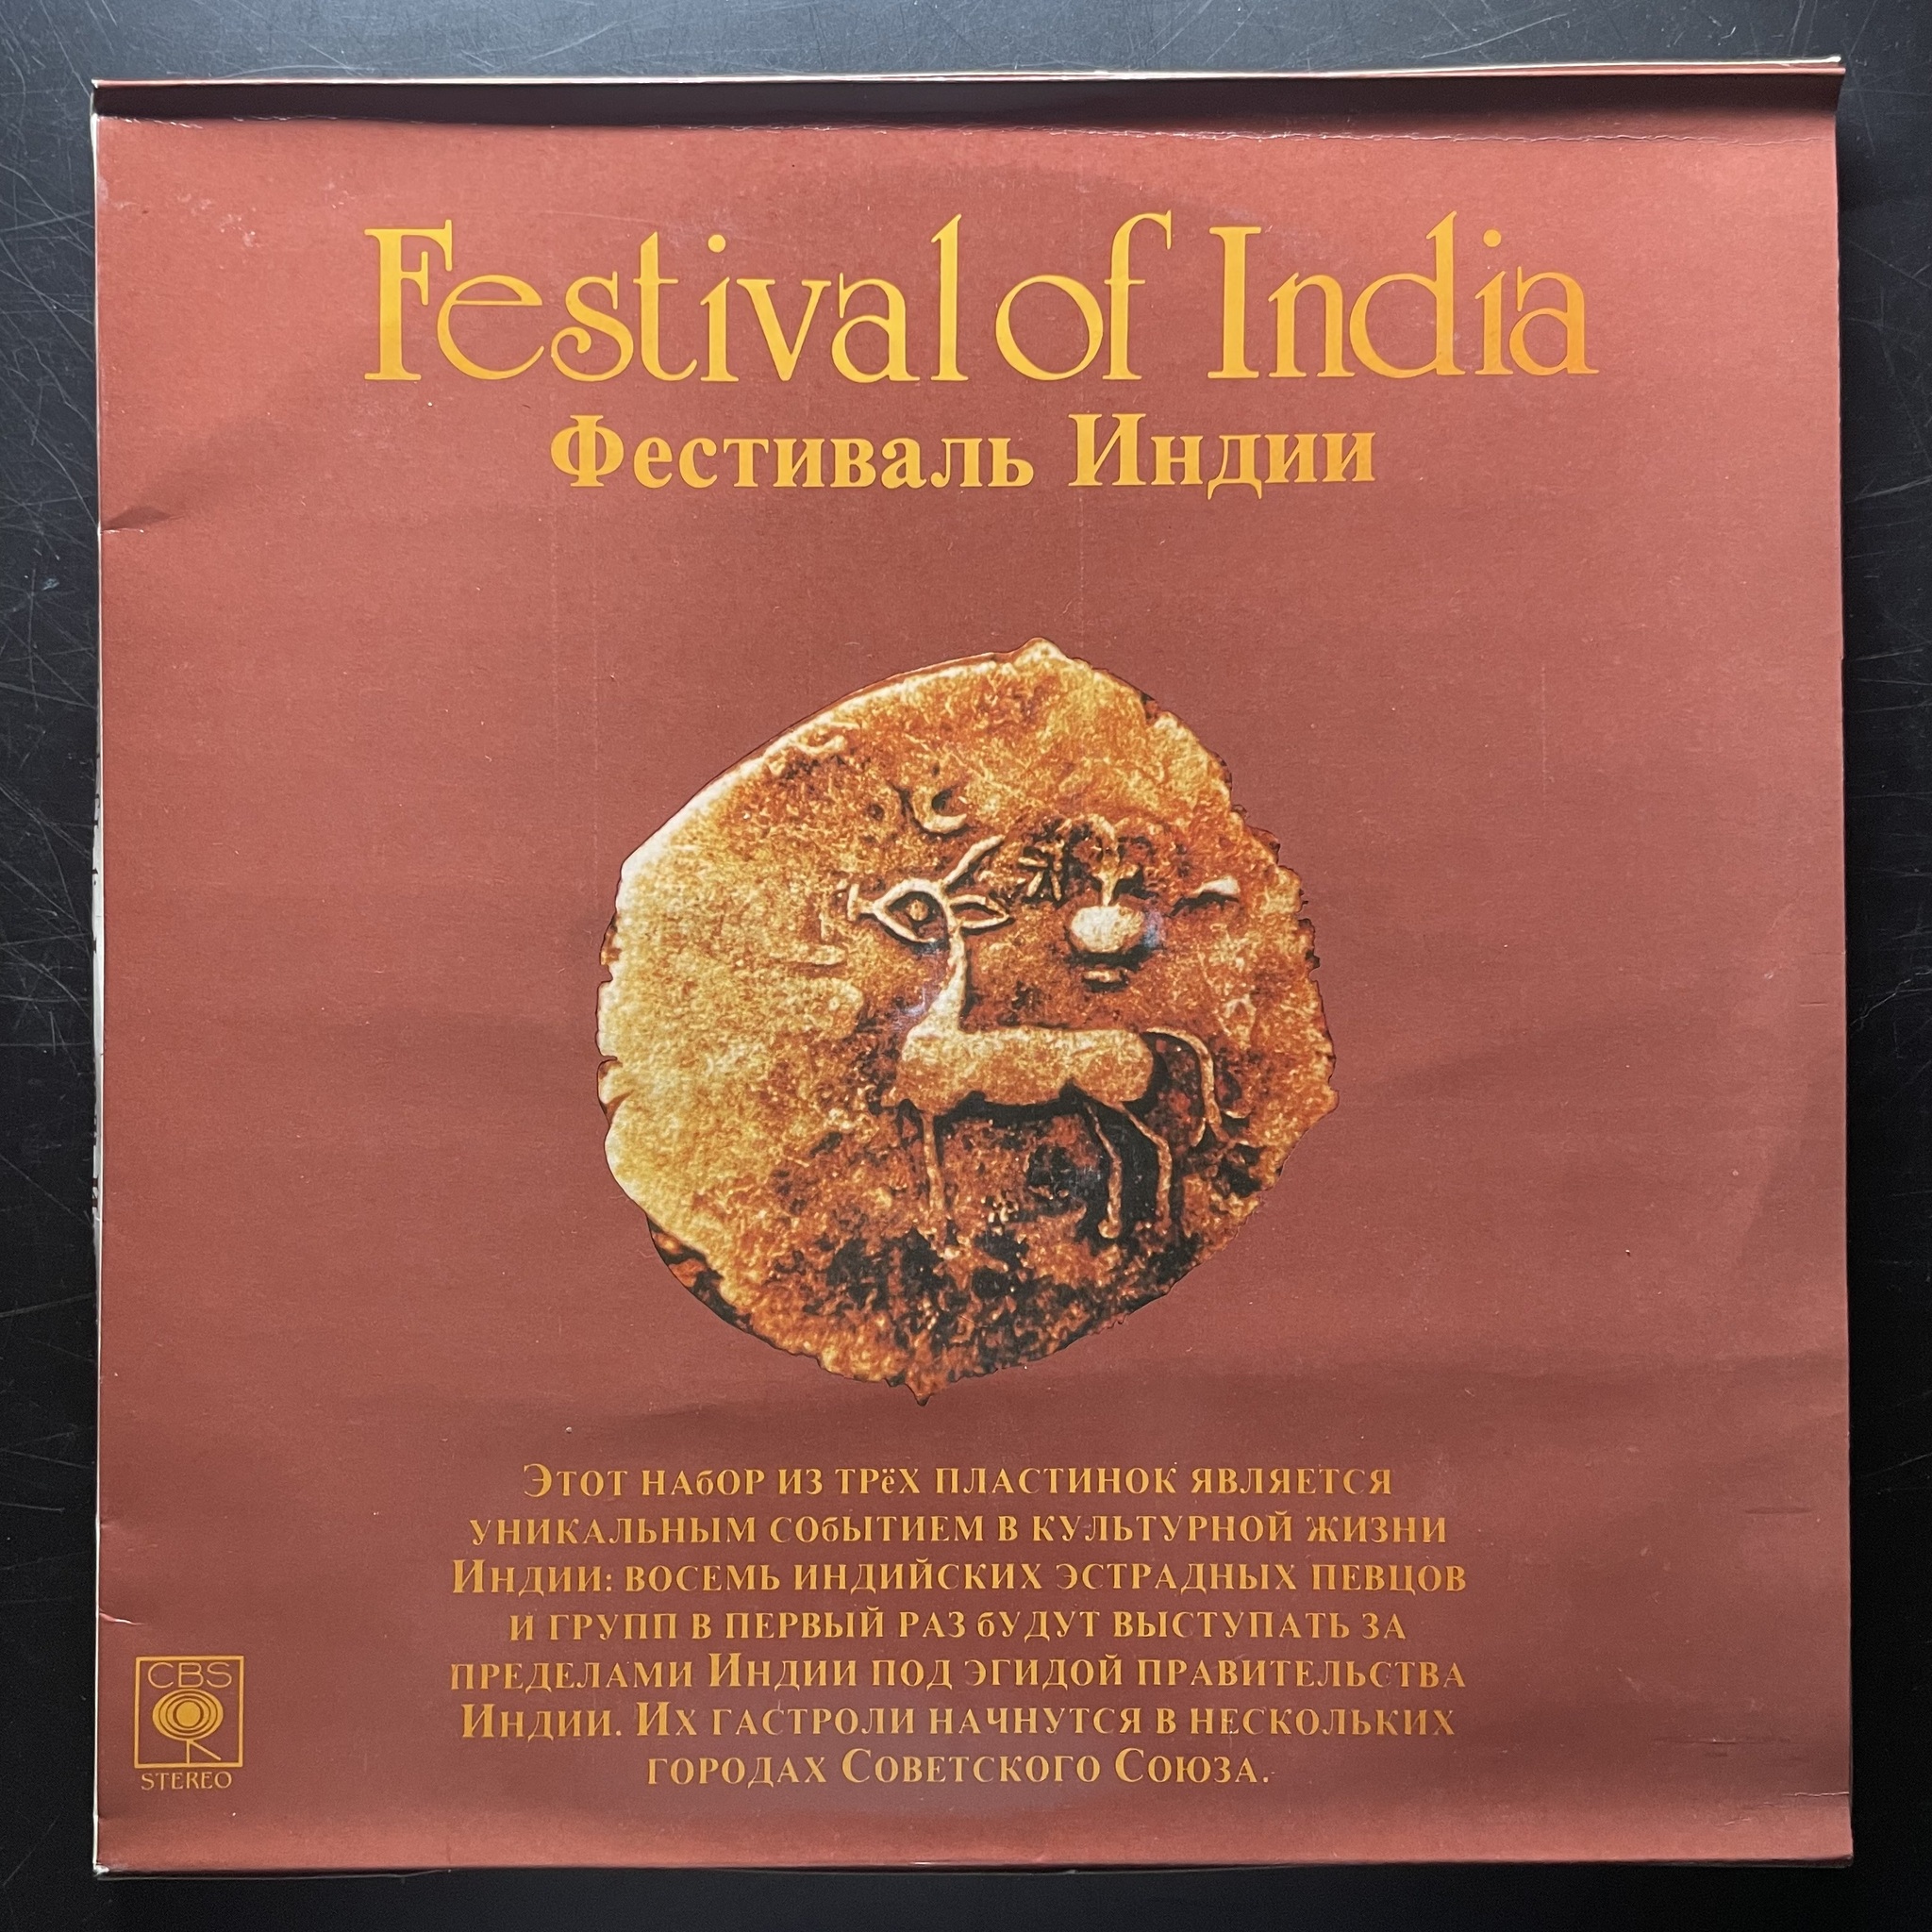 Festival of India
Фестиваль Индии
Этот набор из трёх пластинок является
уникальным событием в культурной жизни
Индии: восемь индийских эстрадных певцов
и групп в первый раз будут выступать за
пределами Индии под эгидой правительства
Индии. Их гастроли начнутся в нескольких
городах Советского Союза.
CBS
STEREO